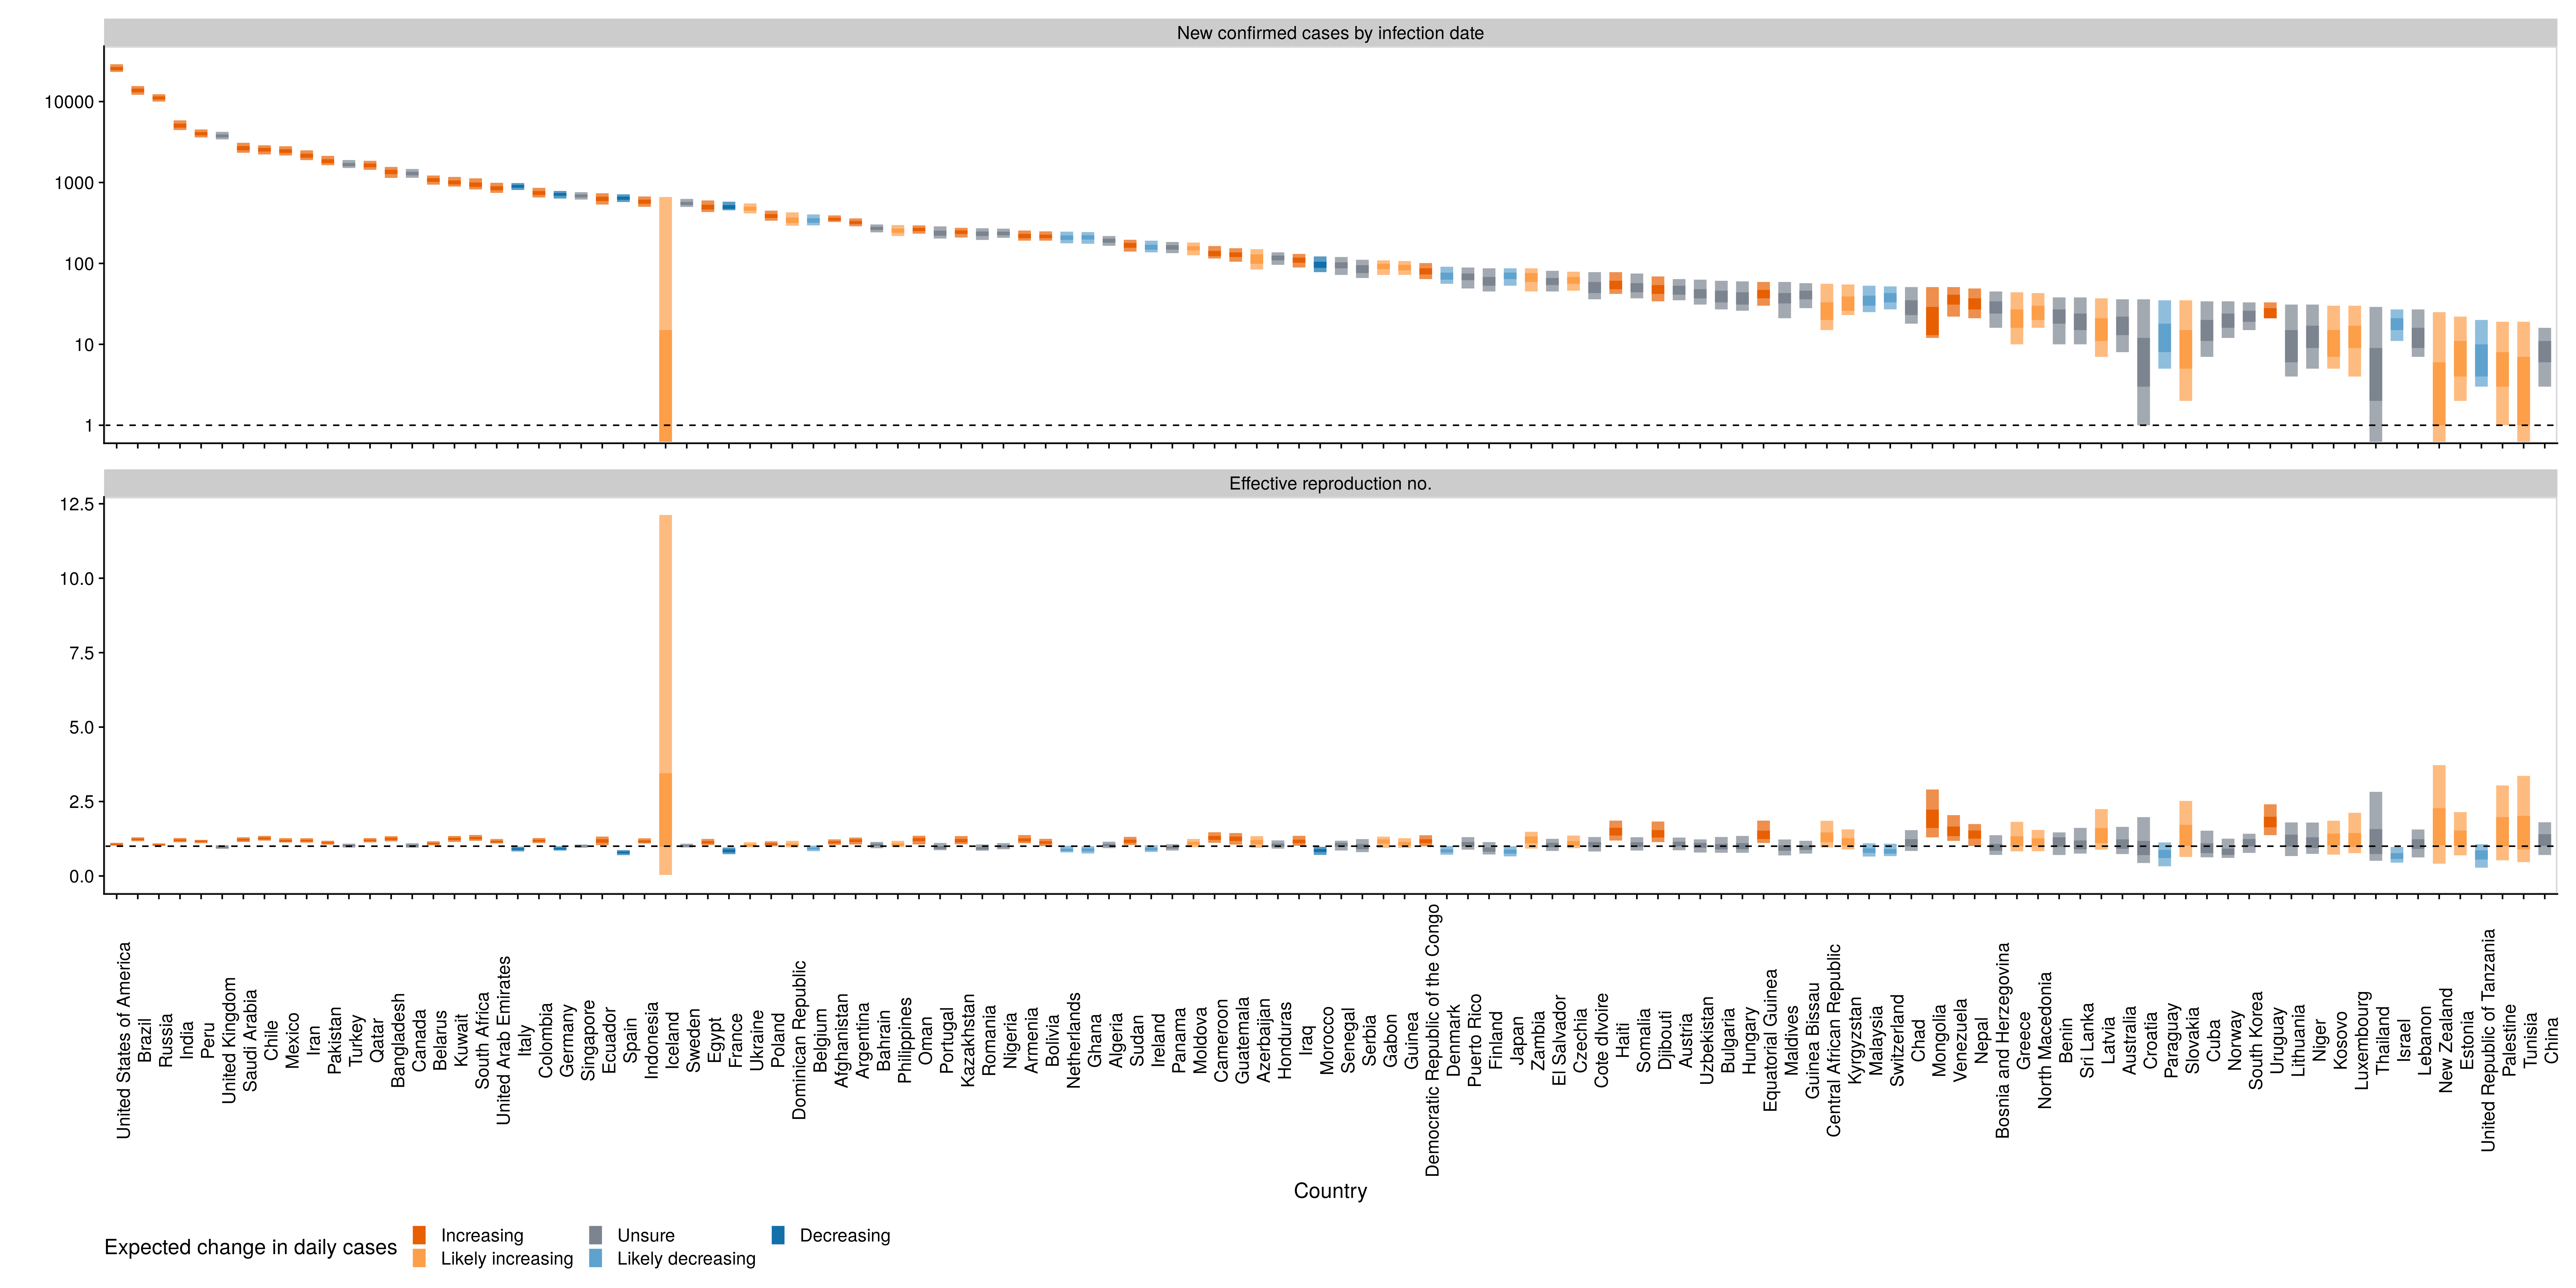 New confirmed cases by infection date
10000
1000
100
10
1
Effective reproduction no.
12.5
10.0
7.5
5.0
2.5
0.0
United States of America
Brazil
Russia
India
Peru
United Kingdom
Saudi Arabia
Chile
Mexico
Iran
Pakistan
Turkey
Qatar
Bangladesh
Canada
Belarus
Kuwait
South Africa
United Arab Emirates
Italy
Colombia
Germany
Singapore
Ecuador
Spain
Indonesia
Iceland
Sweden
Egypt
France
Ukraine
Poland
Dominican Republic
Belgium
Afghanistan
Argentina
Bahrain
Philippines
Oman
Portugal
Kazakhstan
Romania
Nigeria
Armenia
Bolivia
Netherlands
Ghana
Algeria
Sudan
Ireland
Panama
Moldova
Cameroon
Guatemala
Azerbaijan
Honduras
Iraq
Morocco
Senegal
Serbia
Gabon
Guinea
Democratic Republic of the Congo
Denmark
Puerto Rico
Finland
Japan
Zambia
El Salvador
Czechia
Cote dIvoire
Haiti
Somalia
Djibouti
Austria
Uzbekistan
Bulgaria
Hungary
Equatorial Guinea
Maldives
Guinea Bissau
Central African Republic
Kyrgyzstan
Malaysia
Switzerland
Chad
Mongolia
Venezuela
Nepal
Bosnia and Herzegovina
Greece
North Macedonia
Benin
Sri Lanka
Latvia
Australia
Croatia
Paraguay
Slovakia
Cuba
Norway
South Korea
Uruguay
Lithuania
Niger
Kosovo
Luxembourg
Thailand
Israel
Lebanon
New Zealand
Estonia
United Republic of Tanzania
Palestine
Tunisia
China
Country
Expected change in daily cases
Increasing
Likely increasing
Unsure
Likely decreasing
Decreasing